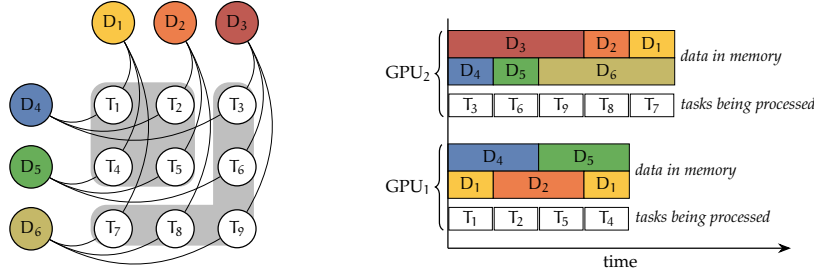 D1 D2 D3
D4 T1 T2 T3
D5 T4 T5 T6
D6 T7 T8 T9
D3 D2 D1
GPU2 data in memory
D4 D5 D6
T3 T6 T9 T8 T7 tasks being processed
D4 D5
GPU1 data in memory
D1 D2 D1
T1 T2 T5 T4 tasks being processed
time